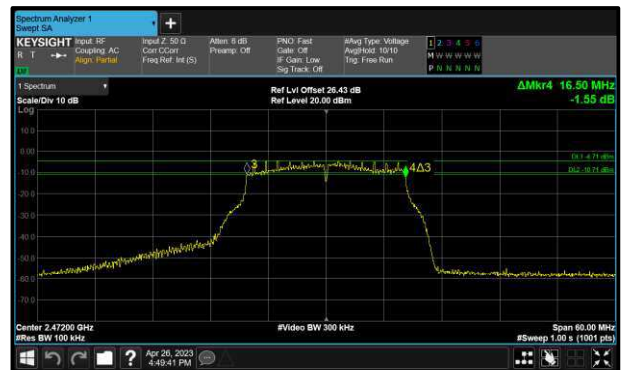 Spectrum Analyzer 1
Swept SA
+
KEYSIGHT
R T
Input: RF
Coupling: AC
Align: Partial
Input Z: 50 Ω
Corr CCorr
Freq Ref: Int (S)
Atten: 6 dB
Preamp: Off
PNO: Fast
Gate: Off
IF Gain: Low
Sig Track: Off
#Avg Type: Voltage
Avg|Hold: 10/10
Trig: Free Run
1 2 3 4 5 6
M W W W W W
P N N N N N
1 Spectrum
Scale/Div 10 dB
Log
Ref Lvl Offset 26.43 dB
Ref Level 20.00 dBm
ΔMkr4 16.50 MHz
-1.55 dB
10.0
0.00
-10.0
-20.0
-30.0
-40.0
-50.0
-60.0
-70.0
3
4Δ3
DL1 -4.71 dBm
DL2 -10.71 dBm
Center 2.47200 GHz
#Res BW 100 kHz
#Video BW 300 kHz
Span 60.00 MHz
#Sweep 1.00 s (1001 pts)
?
Apr 26, 2023
4:49:41 PM